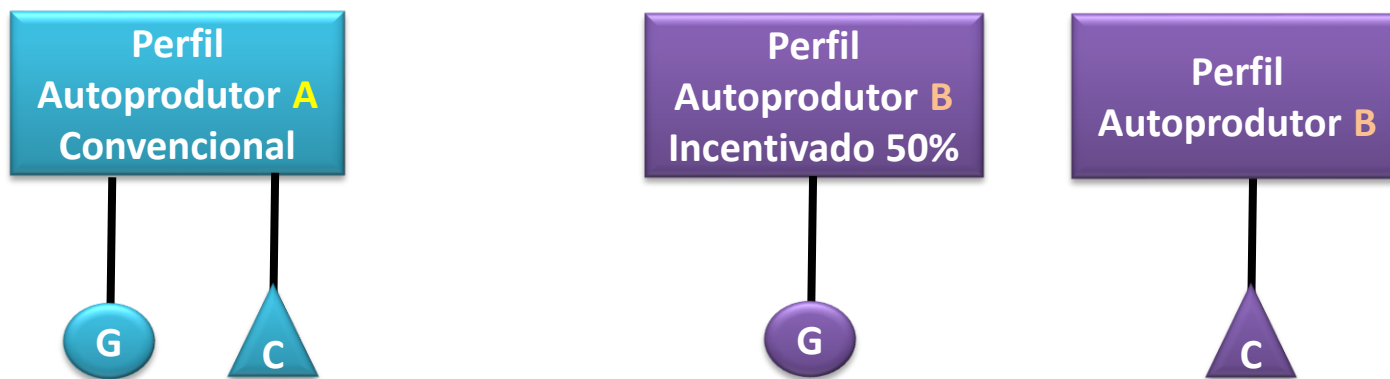 Perfil
Autoprodutor A
Convencional
G
C
Perfil
Autoprodutor B
Incentivado 50%
G
Perfil
Autoprodutor B
C